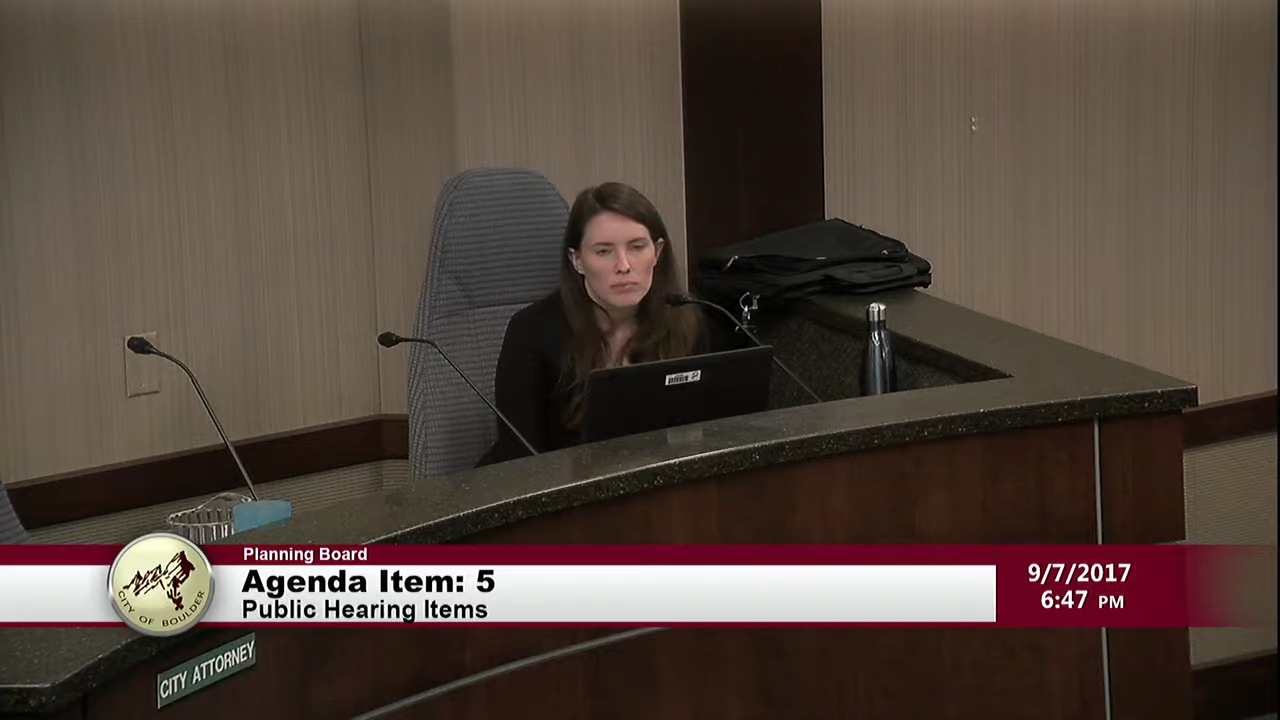 Planning Board
Agenda Item: 5
Public Hearing Items
9/7/2017
6:47 PM
CITY OF BOULDER
CITY ATTORNEY